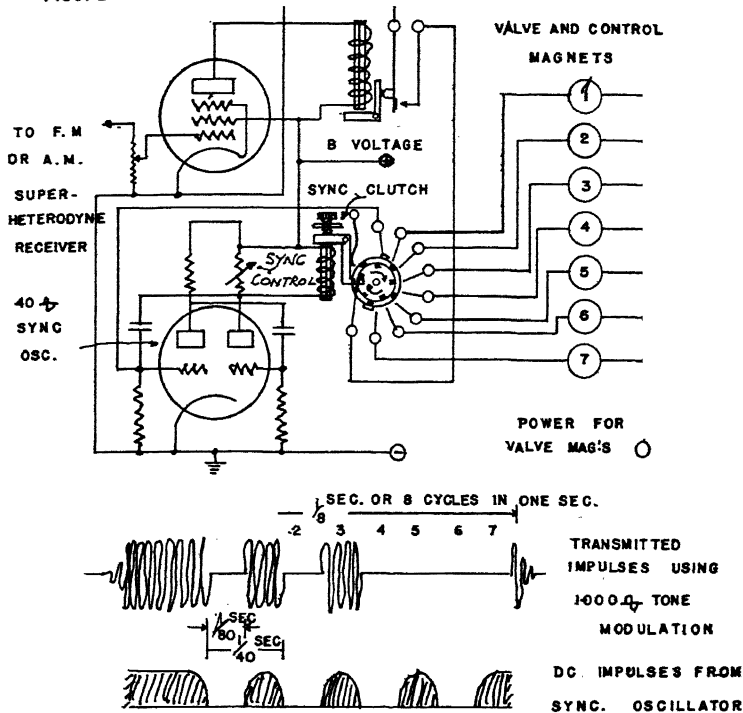 VALVE AND CONTROL
MAGNETS
1
TO F.M
OR A.M.
SUPER-
HETERODYNE
RECEIVER
B VOLTAGE
2
SYNC CLUTCH
3
SYNC
CONTROL
4
40 ~
SYNC
OSC.
5
6
7
POWER FOR
VALVE MAG'S
1/8 SEC. OR 8 CYCLES IN ONE SEC.
2 3 4 5 6 7
TRANSMITTED
IMPULSES USING
1000 ~ TONE
MODULATION
1/80 SEC
1/40 SEC
DC IMPULSES FROM
SYNC. OSCILLATOR